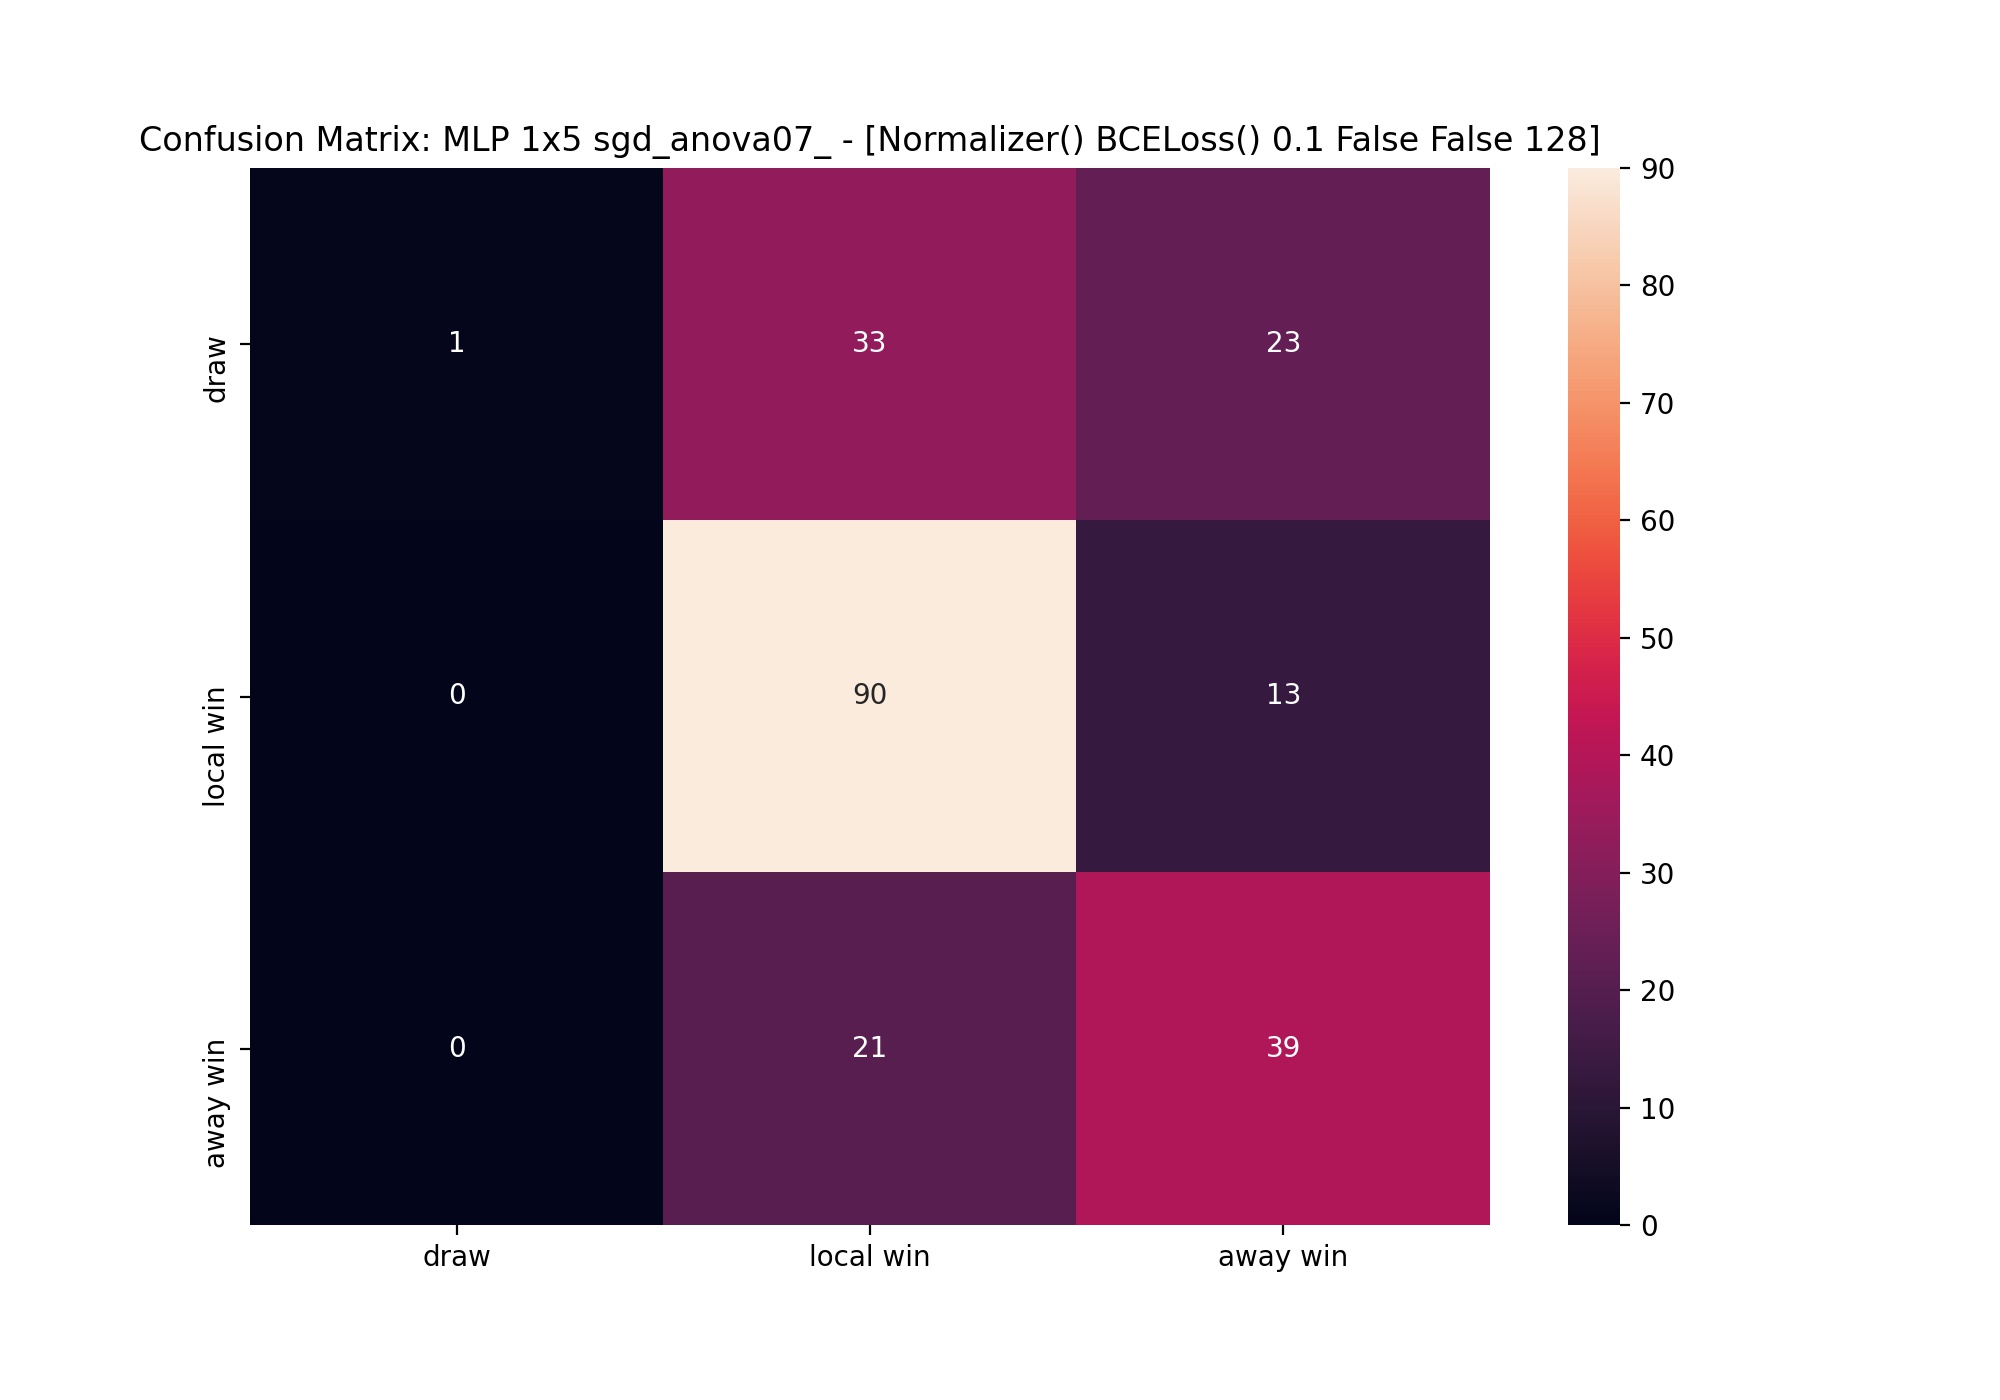 Confusion Matrix: MLP 1x5 sgd_anova07_ - [Normalizer() BCELoss() 0.1 False False 128]
draw
1
33
23
local win
0
90
13
away win
0
21
39
draw
local win
away win
90
80
70
60
50
40
30
20
10
0